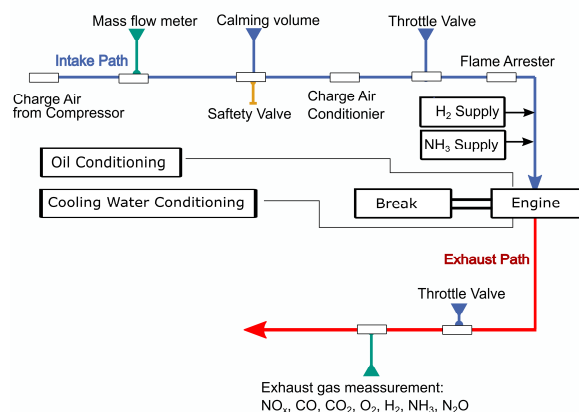 Mass flow meter
Calming volume
Throttle Valve
Intake Path
Flame Arrester
Charge Air
from Compressor
Saftety Valve
Charge Air
Conditionier
H₂ Supply
NH₃ Supply
Oil Conditioning
Cooling Water Conditioning
Break
Engine
Exhaust Path
Throttle Valve
Exhaust gas meassurement:
NOₓ, CO, CO₂, O₂, H₂, NH₃, N₂O